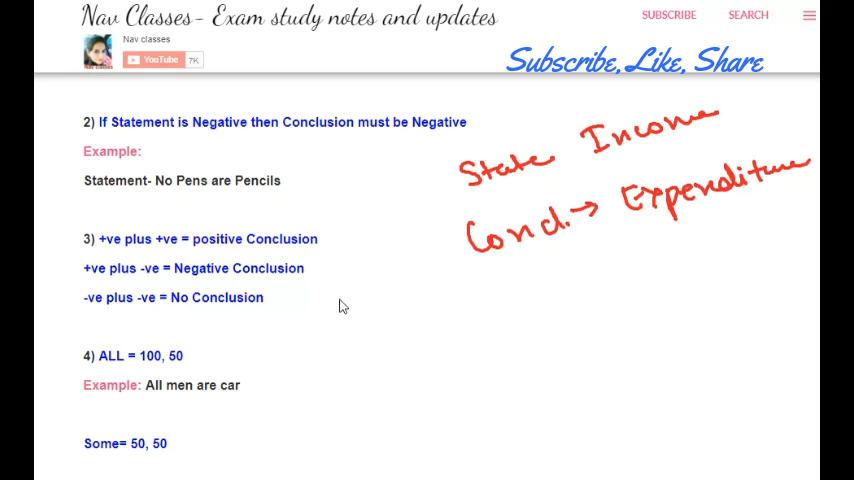 Nav Classes- Exam study notes and updates
SUBSCRIBE
SEARCH
Nav classes
YouTube 7K
Subscribe, Like, Share
2) If Statement is Negative then Conclusion must be Negative
Example:
Statement- No Pens are Pencils
State Income
Concl. → Expenditure
3) +ve plus +ve = positive Conclusion
+ve plus -ve = Negative Conclusion
-ve plus -ve = No Conclusion
4) ALL = 100, 50
Example: All men are car
Some= 50, 50